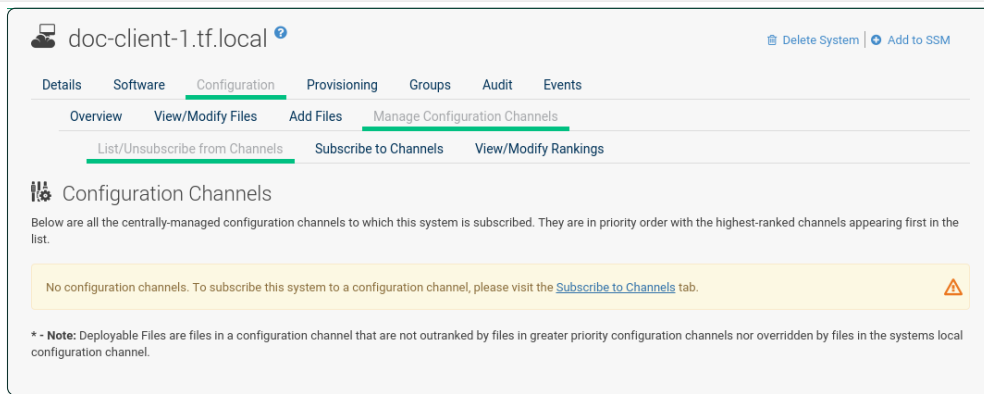 doc-client-1.tf.local ?
Delete System | Add to SSM
Details Software Configuration Provisioning Groups Audit Events
Overview View/Modify Files Add Files Manage Configuration Channels
List/Unsubscribe from Channels Subscribe to Channels View/Modify Rankings
Configuration Channels
Below are all the centrally-managed configuration channels to which this system is subscribed. They are in priority order with the highest-ranked channels appearing first in the
list.
No configuration channels. To subscribe this system to a configuration channel, please visit the Subscribe to Channels tab.
* - Note: Deployable Files are files in a configuration channel that are not outranked by files in greater priority configuration channels nor overridden by files in the systems local
configuration channel.